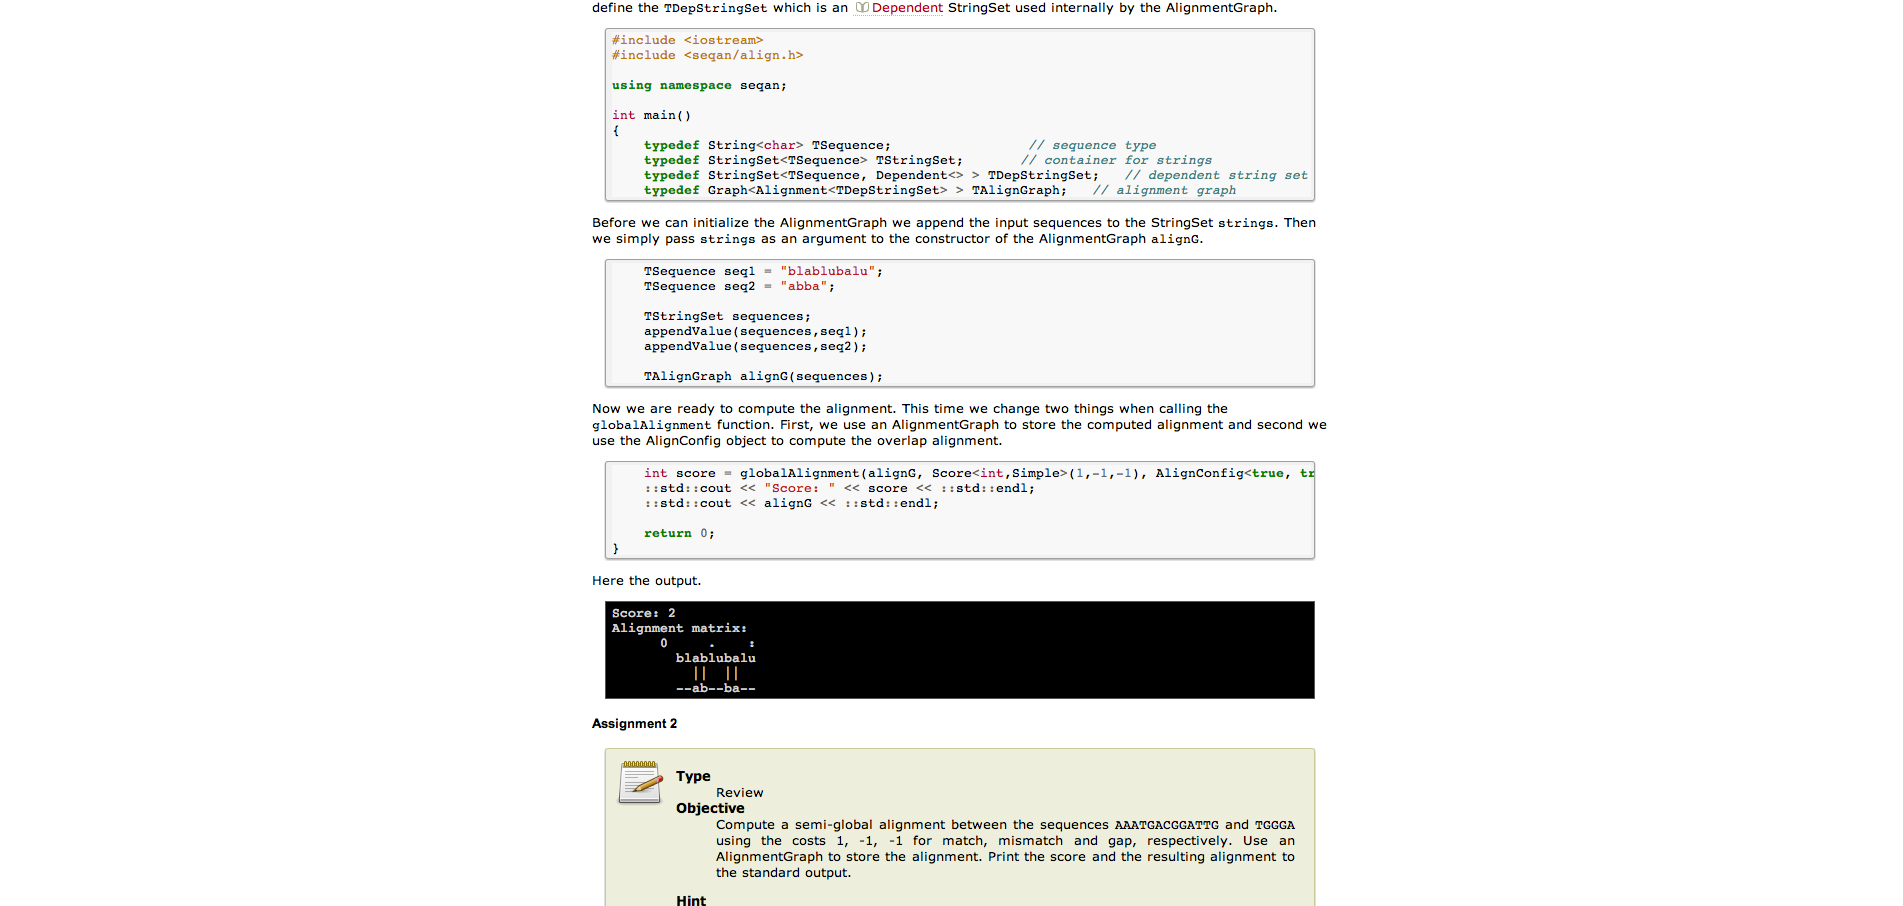 define the TDepStringSet which is an Dependent StringSet used internally by the AlignmentGraph.
#include <iostream>
#include <seqan/align.h>
using namespace seqan;
int main()
{
typedef String<char> TSequence; // sequence type
typedef StringSet<TSequence> TStringSet; // container for strings
typedef StringSet<TSequence, Dependent<> > TDepStringSet; // dependent string set
typedef Graph<Alignment<TDepStringSet> > TAlignGraph; // alignment graph
Before we can initialize the AlignmentGraph we append the input sequences to the StringSet strings. Then
we simply pass strings as an argument to the constructor of the AlignmentGraph alignG.
TSequence seq1 = "blablubalu";
TSequence seq2 = "abba";
TStringSet sequences;
appendValue(sequences,seq1);
appendValue(sequences,seq2);
TAlignGraph alignG(sequences);
Now we are ready to compute the alignment. This time we change two things when calling the
globalAlignment function. First, we use an AlignmentGraph to store the computed alignment and second we
use the AlignConfig object to compute the overlap alignment.
int score = globalAlignment(alignG, Score<int,Simple>(1,-1,-1), AlignConfig<true, tr
::std::cout << "Score: " << score << ::std::endl;
::std::cout << alignG << ::std::endl;
return 0;
}
Here the output.
Score: 2
Alignment matrix:
0 . :
blablubalu
|| ||
--ab--ba--
Assignment 2
Type
Review
Objective
Compute a semi-global alignment between the sequences AAATGACGGATTG and TGGGA
using the costs 1, -1, -1 for match, mismatch and gap, respectively. Use an
AlignmentGraph to store the alignment. Print the score and the resulting alignment to
the standard output.
Hint